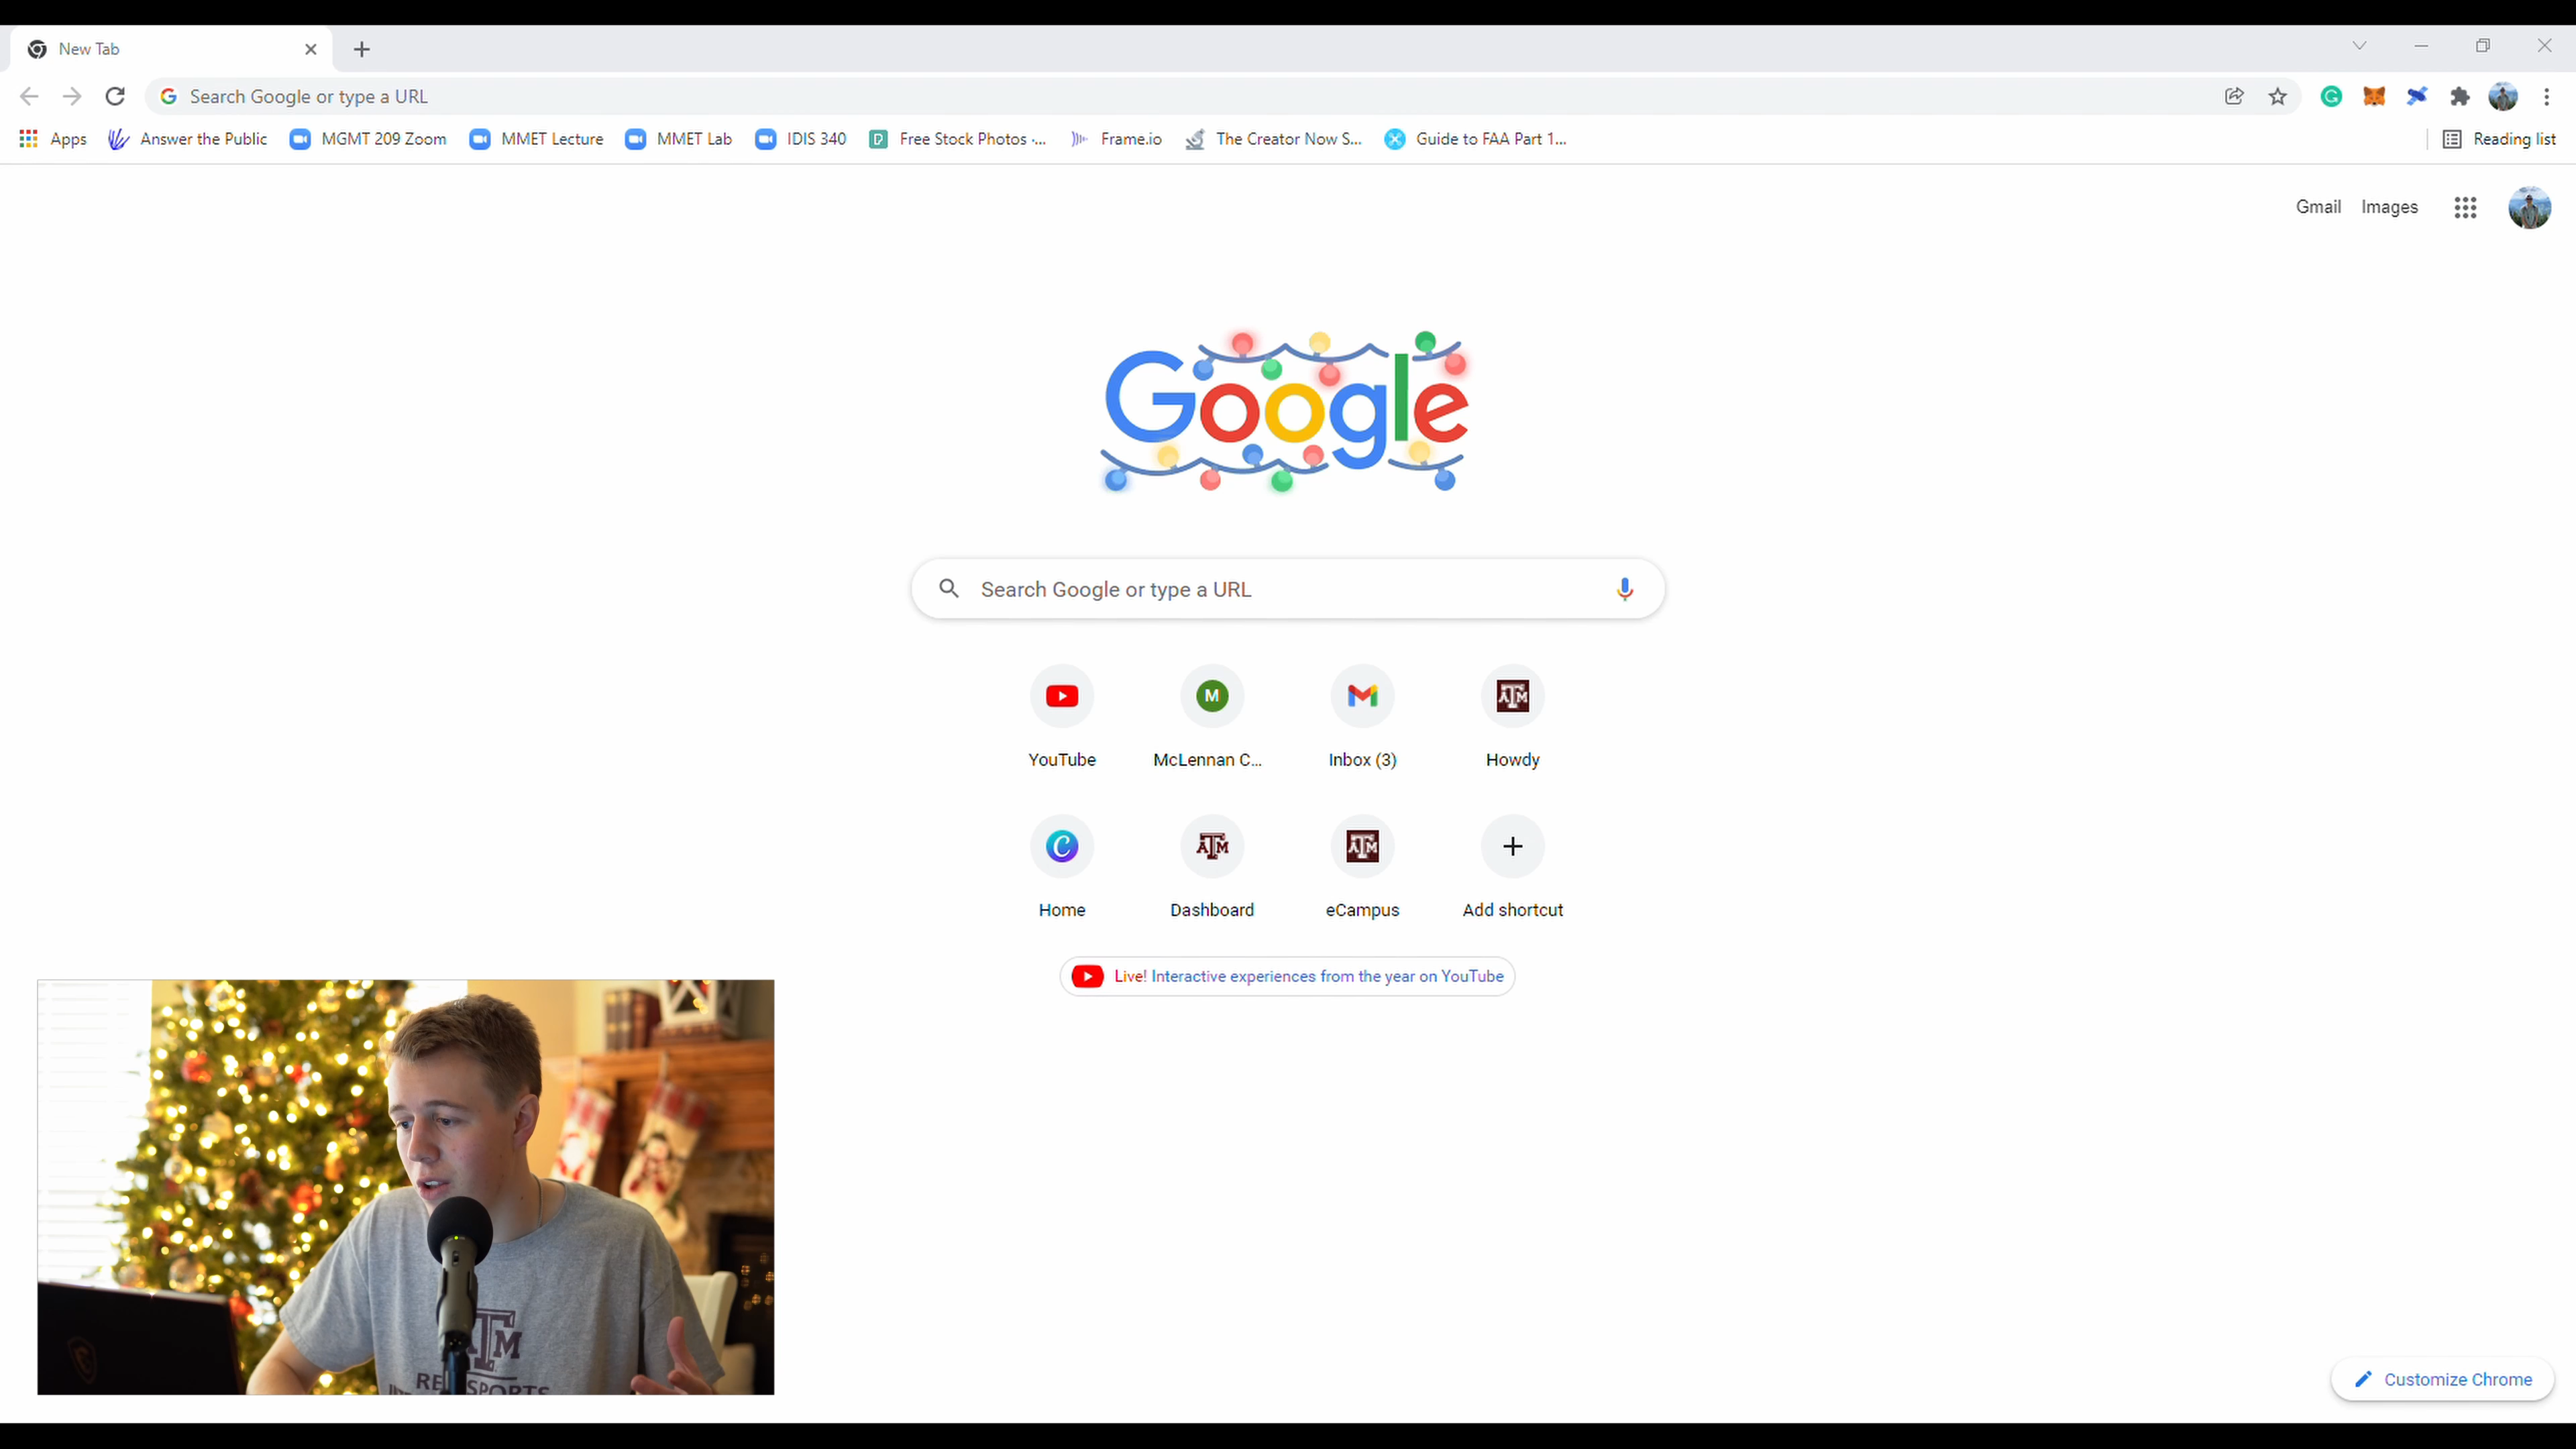 New Tab
Search Google or type a URL
Apps Answer the Public MGMT 209 Zoom MMET Lecture MMET Lab IDIS 340 Free Stock Photos -... Frame.io The Creator Now S... Guide to FAA Part 1... Reading list
Gmail Images
Google
Search Google or type a URL
M
YouTube McLennan C... Inbox (3) Howdy
Home Dashboard eCampus Add shortcut
Live! Interactive experiences from the year on YouTube
ATM
SPORTS
Customize Chrome